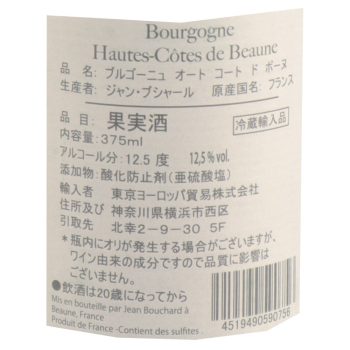 Bourgogne
Hautes-Côtes de Beaune
品 名: ブルゴーニュ オート コート ド ボーヌ
生産者: ジャン・ブシャール 原産国名: フランス
品 目: 果実酒 冷蔵輸入品
内容量: 375ml
アルコール分: 12.5 度 12,5% vol.
添加物: 酸化防止剤(亜硫酸塩)
輸入者 東京ヨーロッパ貿易株式会社
住所及び 神奈川県横浜市西区
引取先 北幸2-9-30 5F
*瓶内にオリが発生する場合がございますが、
ワイン由来の成分ですので品質に影響は
ございません。
●飲酒は20歳になってから
Mis en bouteille par Jean Bouchard à
Beaune, France
Produit de France -Contient des sulfites.
4519490590756